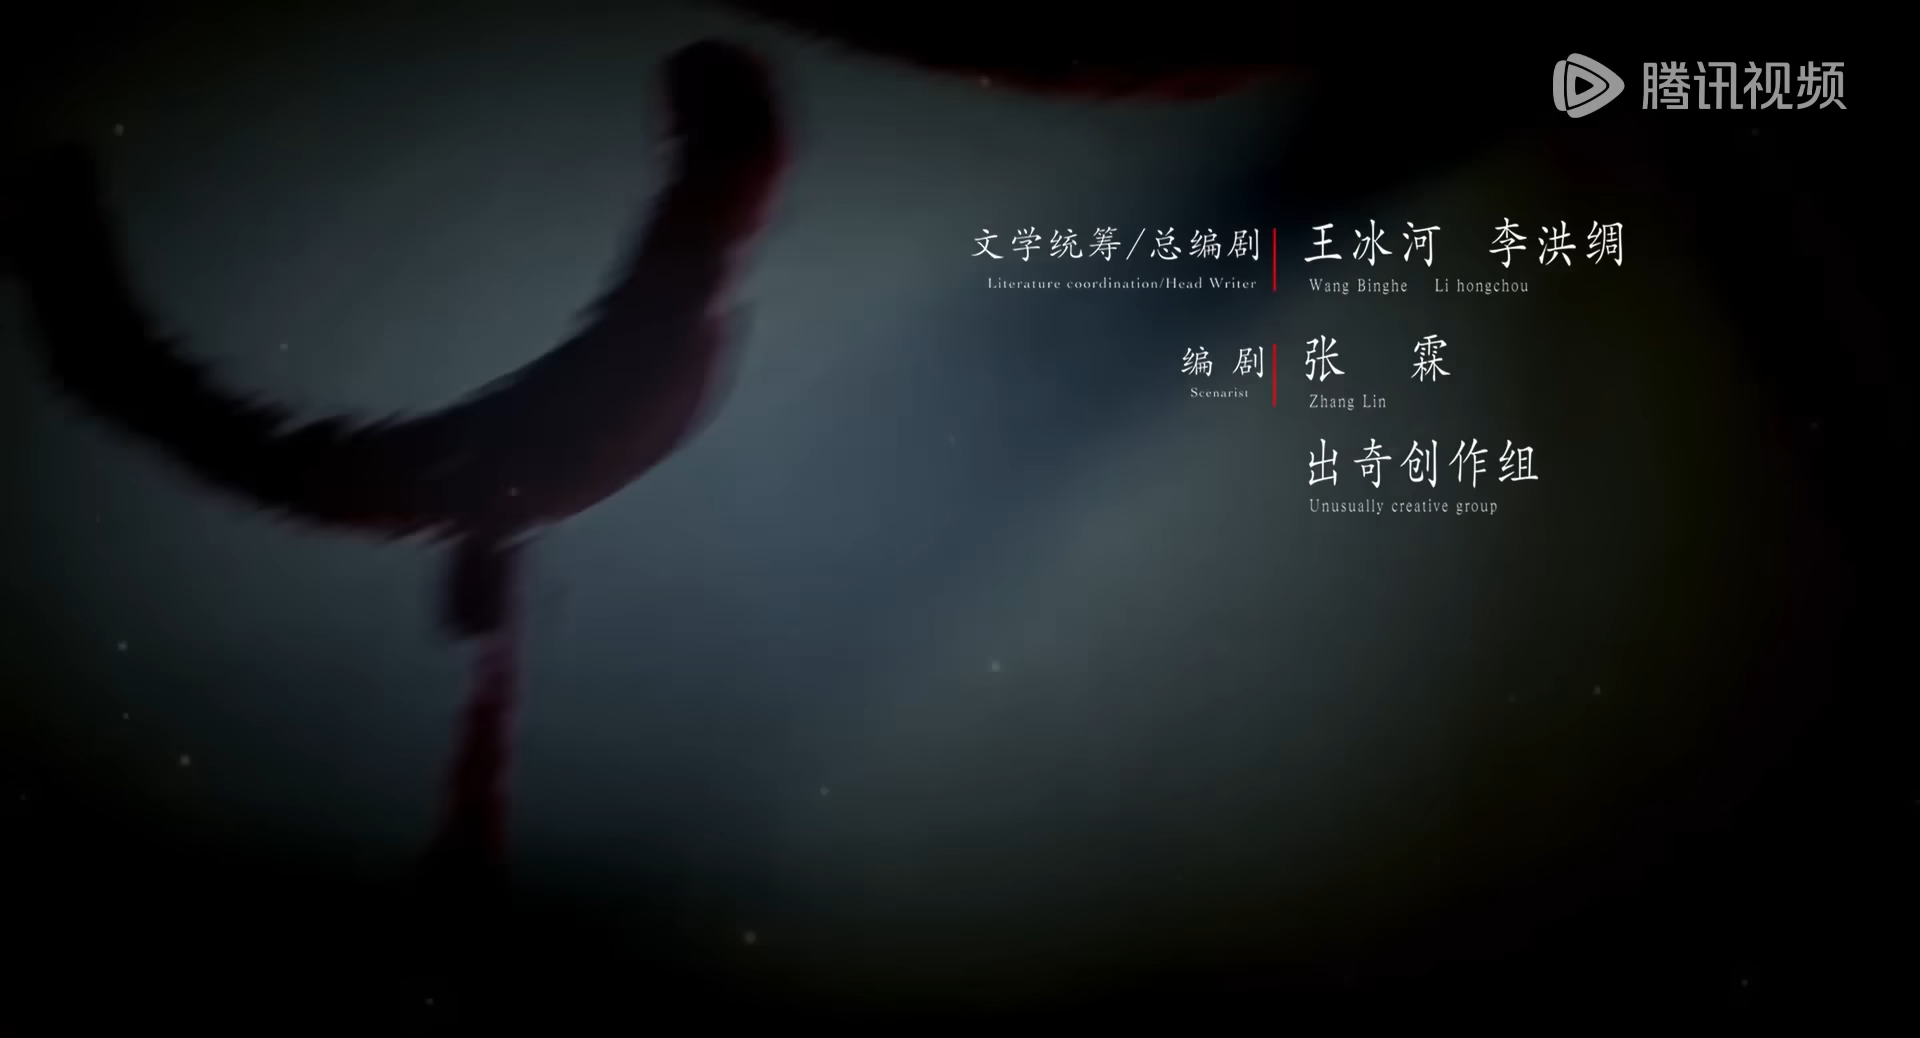 腾讯视频
文学统筹/总编剧 王冰河 李洪绸
Literature coordination/Head Writer Wang Binghe Li hongchou
编 剧 张 霖
Scenarist Zhang Lin
出奇创作组
Unusually creative group